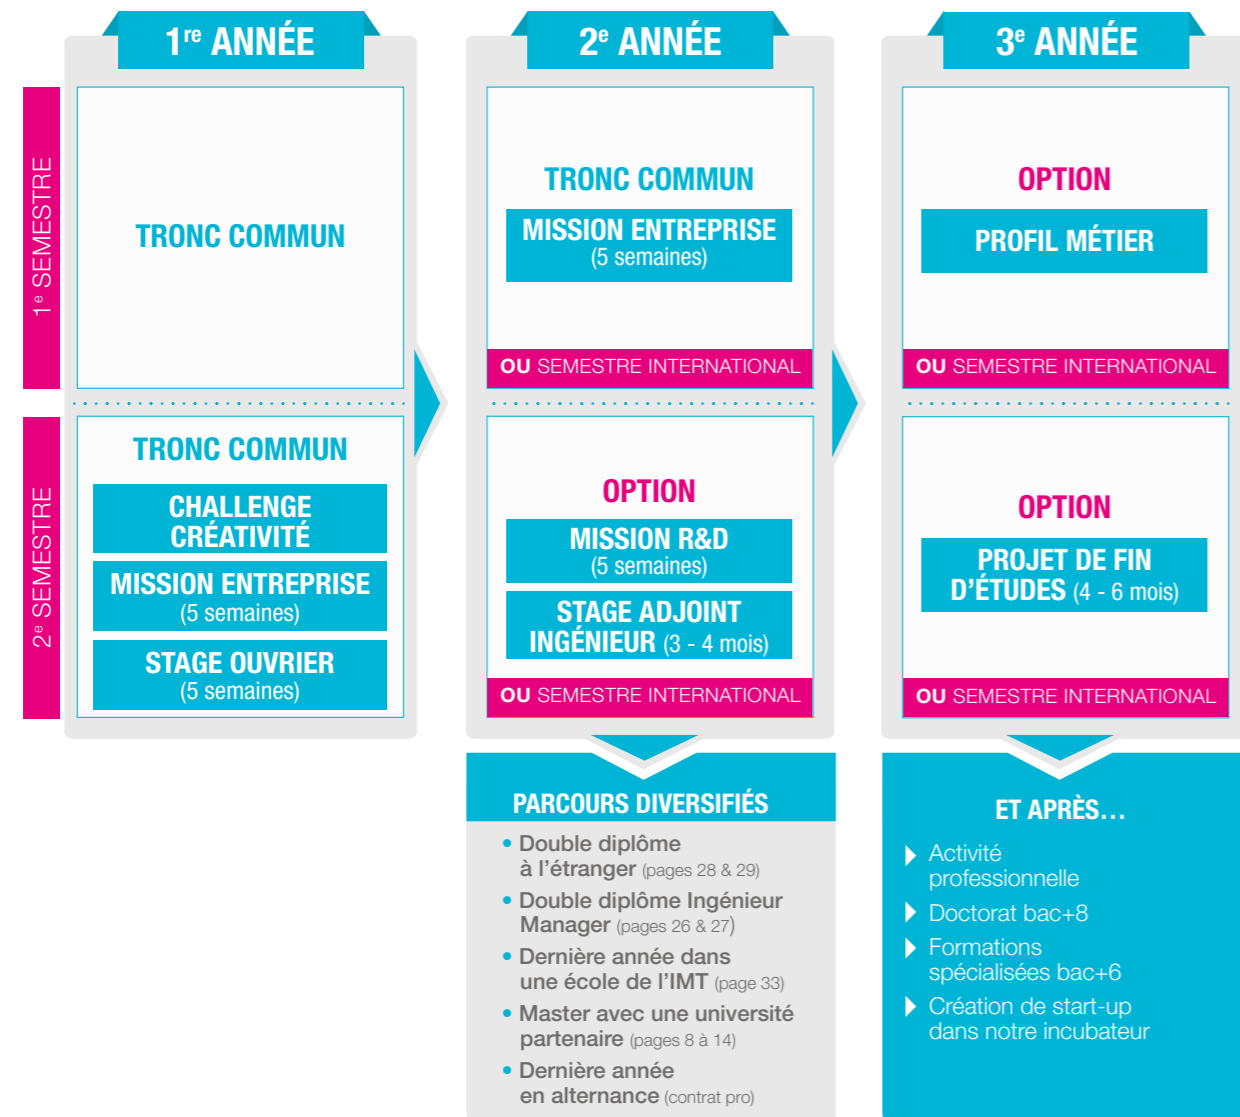 1re ANNÉE
1e SEMESTRE
TRONC COMMUN
2e SEMESTRE
TRONC COMMUN
CHALLENGE
CRÉATIVITÉ
MISSION ENTREPRISE
(5 semaines)
STAGE OUVRIER
(5 semaines)
2e ANNÉE
TRONC COMMUN
MISSION ENTREPRISE
(5 semaines)
OU SEMESTRE INTERNATIONAL
OPTION
MISSION R&D
(5 semaines)
STAGE ADJOINT
INGÉNIEUR (3 - 4 mois)
OU SEMESTRE INTERNATIONAL
PARCOURS DIVERSIFIÉS
• Double diplôme
à l'étranger (pages 28 & 29)
• Double diplôme Ingénieur
Manager (pages 26 & 27)
• Dernière année dans
une école de l'IMT (page 33)
• Master avec une université
partenaire (pages 8 à 14)
• Dernière année
en alternance (contrat pro)
3e ANNÉE
OPTION
PROFIL MÉTIER
OU SEMESTRE INTERNATIONAL
OPTION
PROJET DE FIN
D'ÉTUDES (4 - 6 mois)
OU SEMESTRE INTERNATIONAL
ET APRÈS...
Activité
professionnelle
Doctorat bac+8
Formations
spécialisées bac+6
Création de start-up
dans notre incubateur